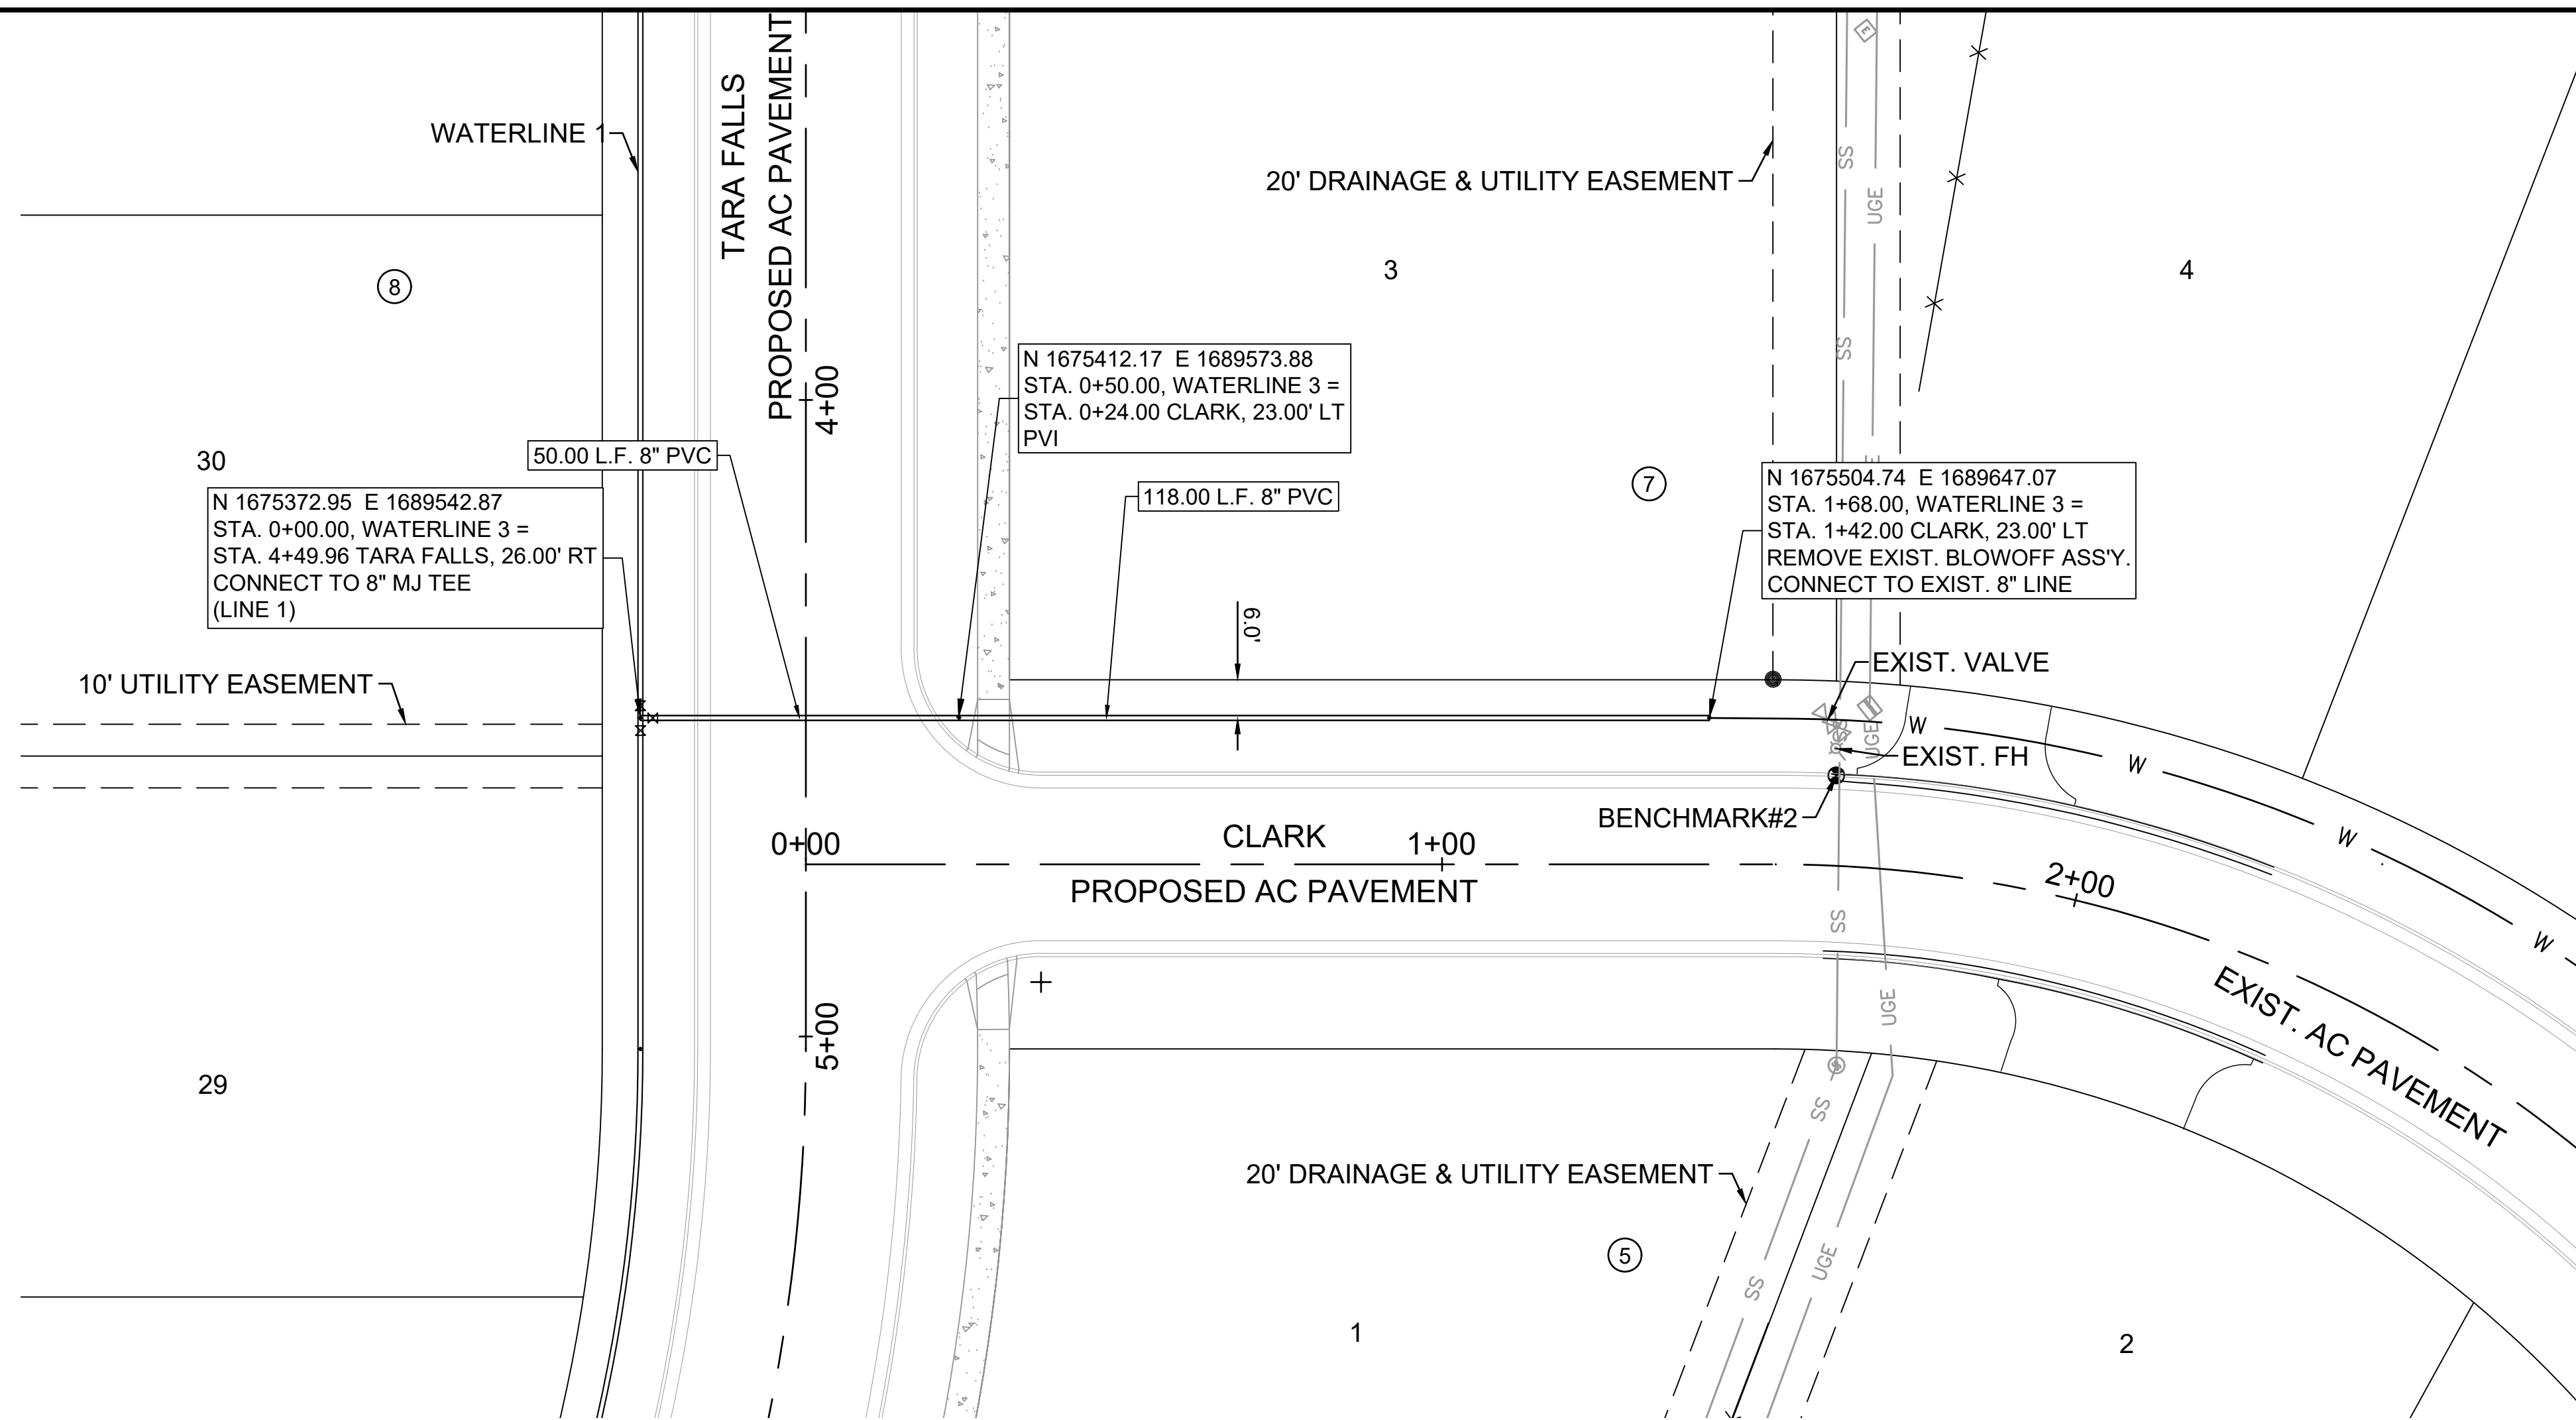 WATERLINE 1
TARA FALLS
PROPOSED AC PAVEMENT
20' DRAINAGE & UTILITY EASEMENT
E
SS
UGE
3
4
8
SS
N 1675412.17 E 1689573.88
STA. 0+50.00, WATERLINE 3 =
STA. 0+24.00 CLARK, 23.00' LT
PVI
4+00
30
50.00 L.F. 8" PVC
118.00 L.F. 8" PVC
7
N 1675372.95 E 1689542.87
STA. 0+00.00, WATERLINE 3 =
STA. 4+49.96 TARA FALLS, 26.00' RT
CONNECT TO 8" MJ TEE
(LINE 1)
N 1675504.74 E 1689647.07
STA. 1+68.00, WATERLINE 3 =
STA. 1+42.00 CLARK, 23.00' LT
REMOVE EXIST. BLOWOFF ASS'Y.
CONNECT TO EXIST. 8" LINE
6.0'
10' UTILITY EASEMENT
EXIST. VALVE
W
UGE
EXIST. FH
W
BENCHMARK#2
W
0+00
CLARK
1+00
PROPOSED AC PAVEMENT
2+00
SS
W
UGE
EXIST. AC PAVEMENT
5+00
29
SS
20' DRAINAGE & UTILITY EASEMENT
5
SS
UGE
1
2